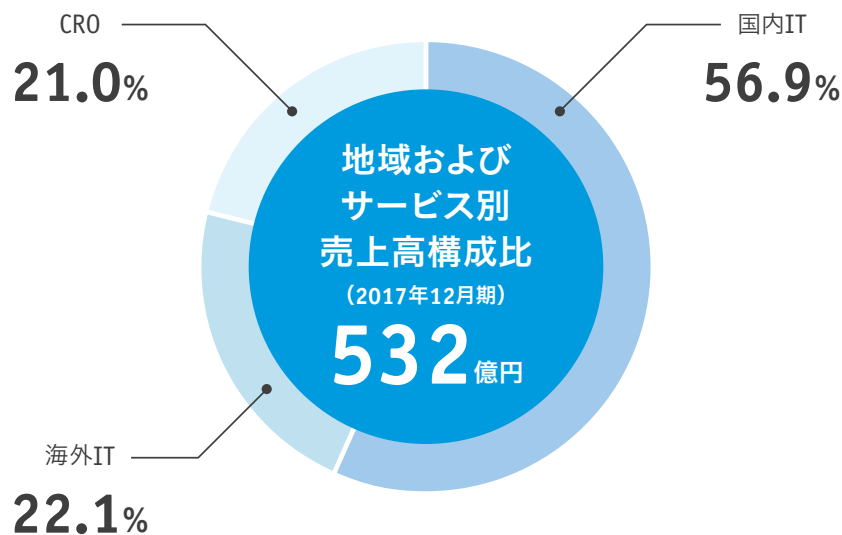 CRO
21.0%
国内IT
56.9%
地域および
サービス別
売上高構成比
（2017年12月期）
532億円
海外IT
22.1%